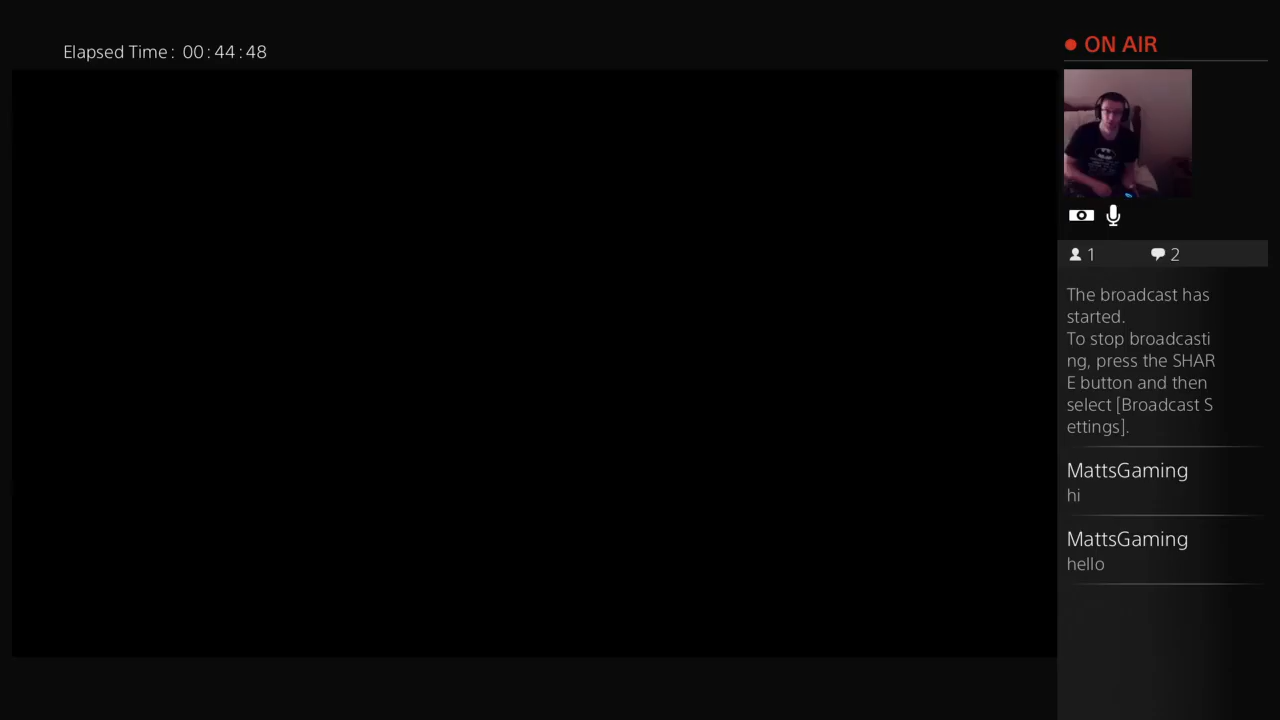 Elapsed Time: 00:44:48
ON AIR
1 2
The broadcast has
started.
To stop broadcasti
ng, press the SHAR
E button and then
select [Broadcast S
ettings].
MattsGaming
hi
MattsGaming
hello